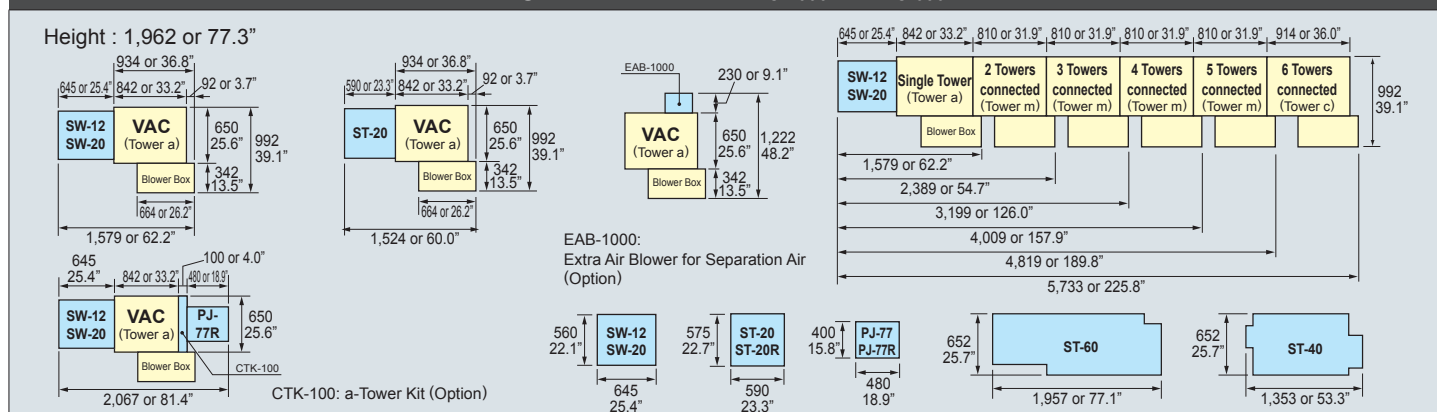 Height : 1,962 or 77.3”
934 or 36.8”
645 or 25.4”
842 or 33.2”
92 or 3.7”
SW-12
SW-20
VAC
(Tower a)
Blower Box
650
25.6”
992
39.1”
342
13.5”
664 or 26.2”
1,579 or 62.2”
934 or 36.8”
590 or 23.3”
842 or 33.2”
92 or 3.7”
ST-20
VAC
(Tower a)
Blower Box
650
25.6”
992
39.1”
342
13.5”
664 or 26.2”
1,524 or 60.0”
EAB-1000
230 or 9.1”
VAC
(Tower a)
Blower Box
650
25.6”
1,222
48.2”
342
13.5”
EAB-1000:
Extra Air Blower for Separation Air
(Option)
645 or 25.4”
842 or 33.2”
810 or 31.9”
810 or 31.9”
810 or 31.9”
810 or 31.9”
914 or 36.0”
SW-12
SW-20
Single Tower
(Tower a)
2 Towers
connected
(Tower m)
3 Towers
connected
(Tower m)
4 Towers
connected
(Tower m)
5 Towers
connected
(Tower m)
6 Towers
connected
(Tower c)
Blower Box
992
39.1”
1,579 or 62.2”
2,389 or 54.7”
3,199 or 126.0”
4,009 or 157.9”
4,819 or 189.8”
5,733 or 225.8”
645
25.4”
842 or 33.2”
100 or 4.0”
480 or 18.9”
SW-12
SW-20
VAC
(Tower a)
PJ-
77R
Blower Box
650
25.6”
CTK-100
2,067 or 81.4”
CTK-100: a-Tower Kit (Option)
560
22.1”
SW-12
SW-20
645
25.4”
575
22.7”
ST-20
ST-20R
590
23.3”
400
15.8”
PJ-77
PJ-77R
480
18.9”
652
25.7”
ST-60
1,957 or 77.1”
652
25.7”
ST-40
1,353 or 53.3”